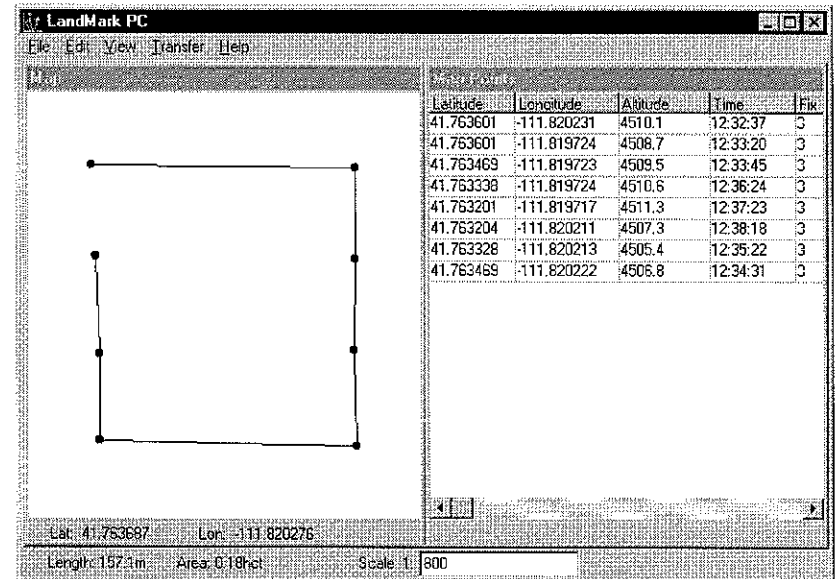 LandMark PC
File Edit View Transfer Help
Map
Latitude Longitude Altitude Time Fix
41.763601 -111.820231 4510.1 12:32:37 3
41.763601 -111.819724 4508.7 12:33:20 3
41.763469 -111.819723 4509.5 12:33:45 3
41.763338 -111.819724 4510.6 12:36:24 3
41.763201 -111.819717 4511.3 12:37:23 3
41.763204 -111.820211 4507.3 12:38:18 3
41.763328 -111.820213 4505.4 12:35:22 3
41.763469 -111.820222 4506.8 12:34:31 3
Lat: 41.763687 Lon: -111.820276
Length: 157.1m Area: 0.18hct Scale 1: 800